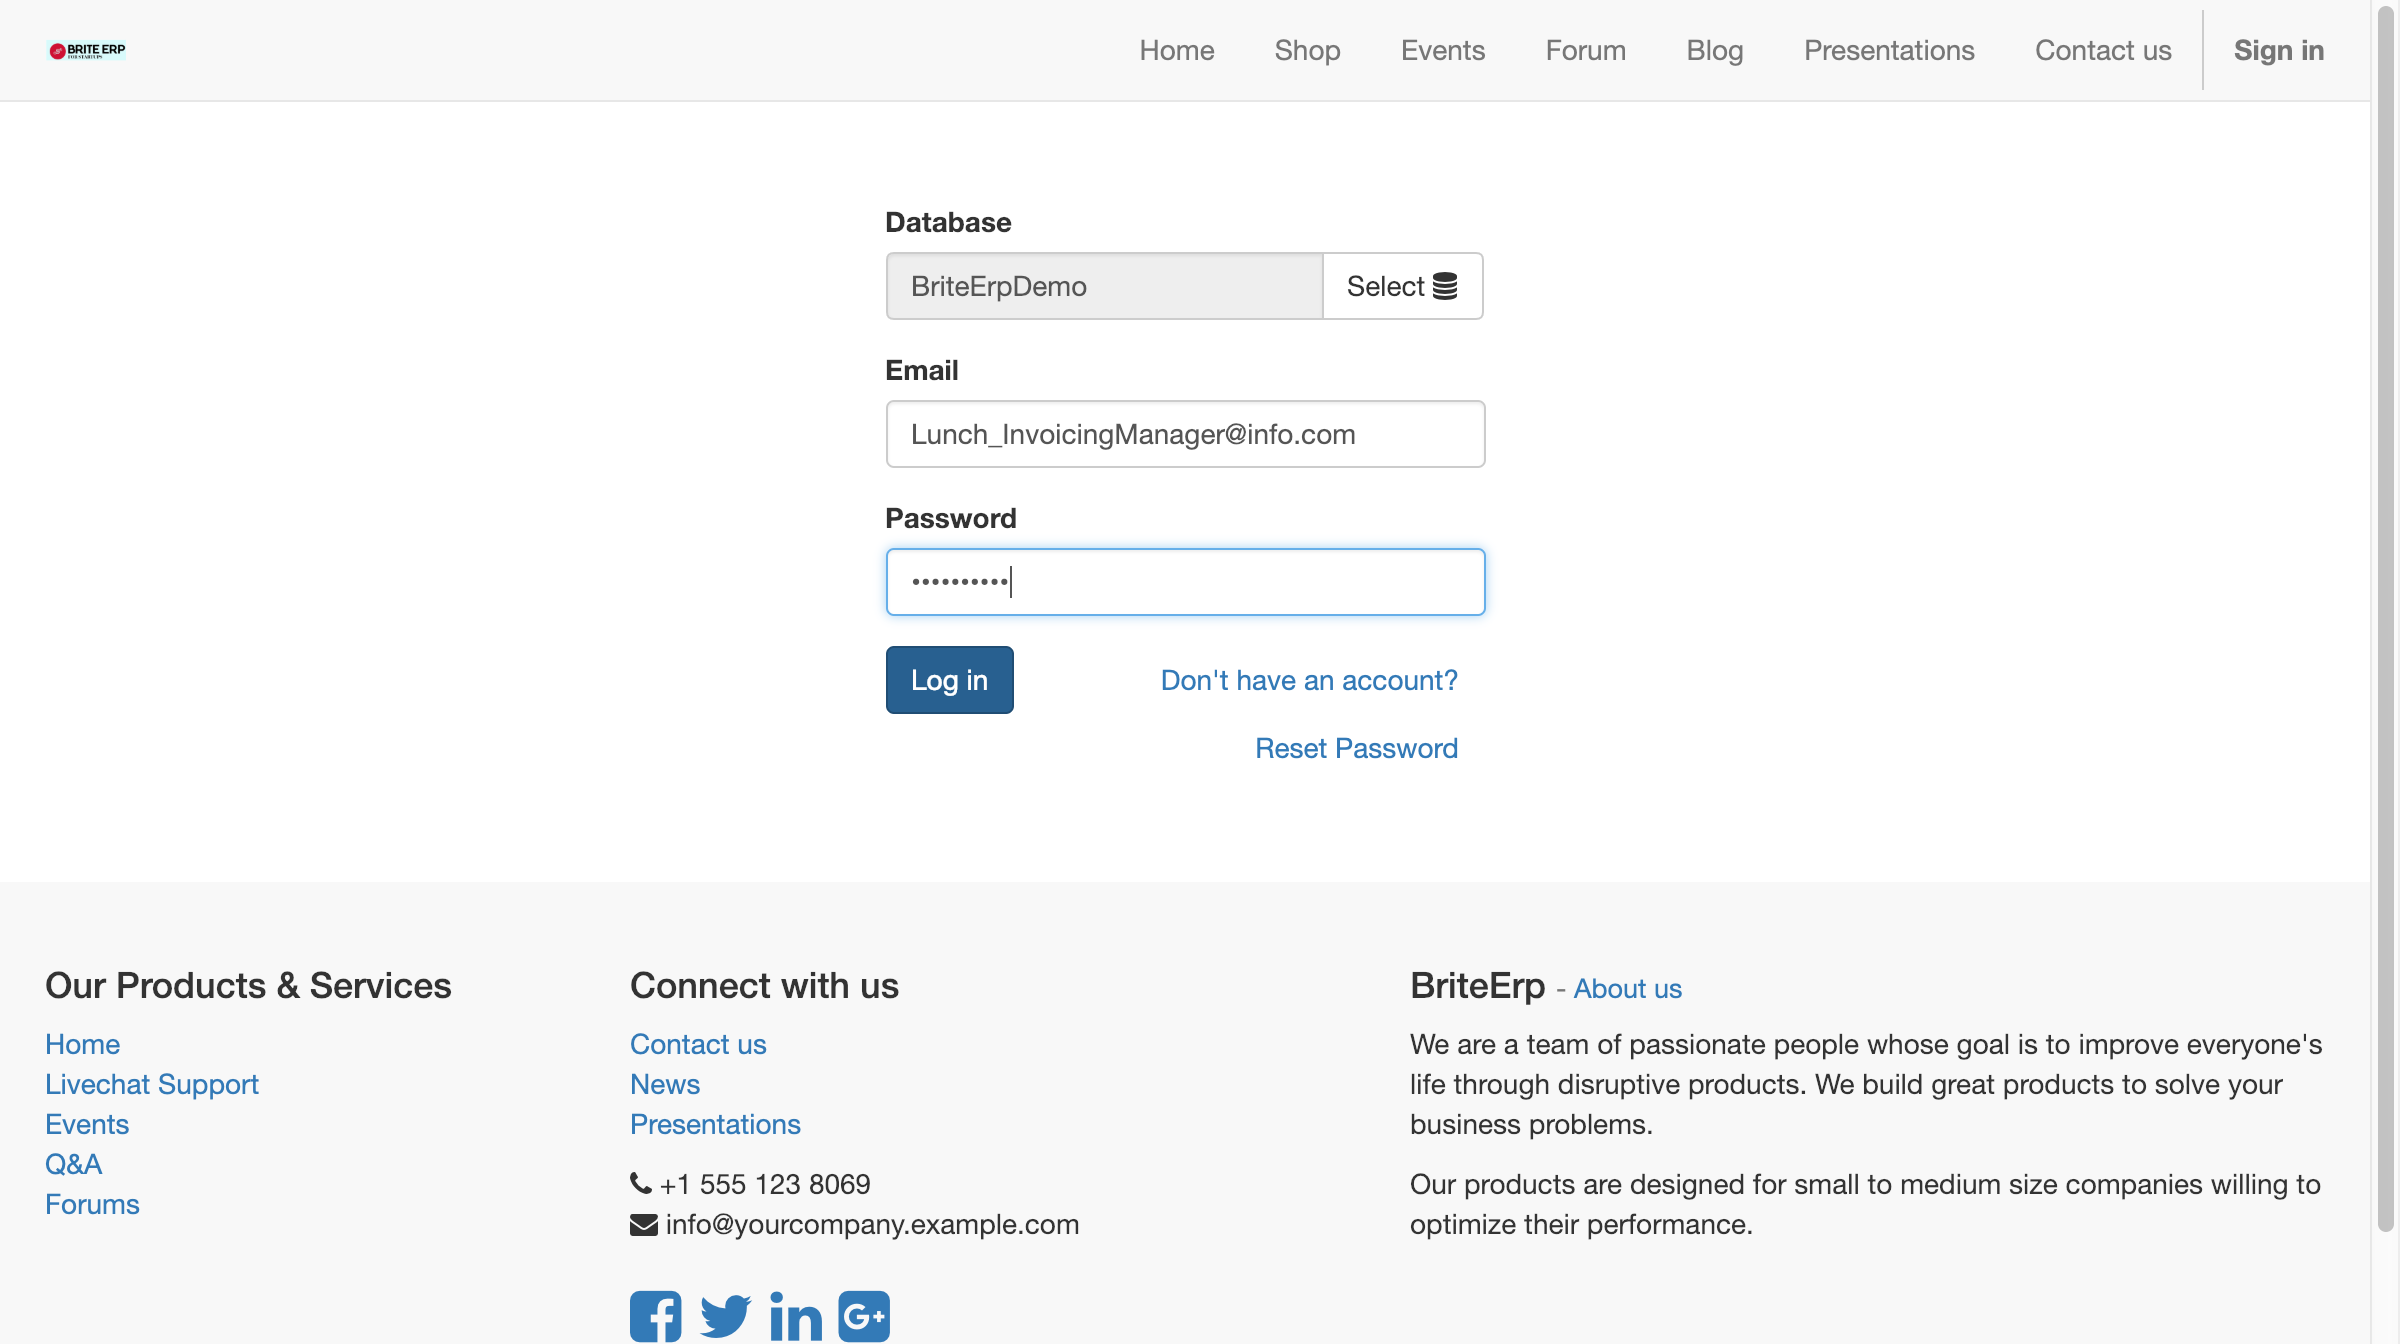 BRITE ERP
FOR STARTUPS
Home Shop Events Forum Blog Presentations Contact us Sign in
Database
BriteErpDemo Select
Email
Lunch_InvoicingManager@info.com
Password
••••••••••
Log in Don't have an account?
Reset Password
Our Products & Services
Home
Livechat Support
Events
Q&A
Forums
Connect with us
Contact us
News
Presentations
+1 555 123 8069
info@yourcompany.example.com
BriteErp - About us
We are a team of passionate people whose goal is to improve everyone's
life through disruptive products. We build great products to solve your
business problems.
Our products are designed for small to medium size companies willing to
optimize their performance.